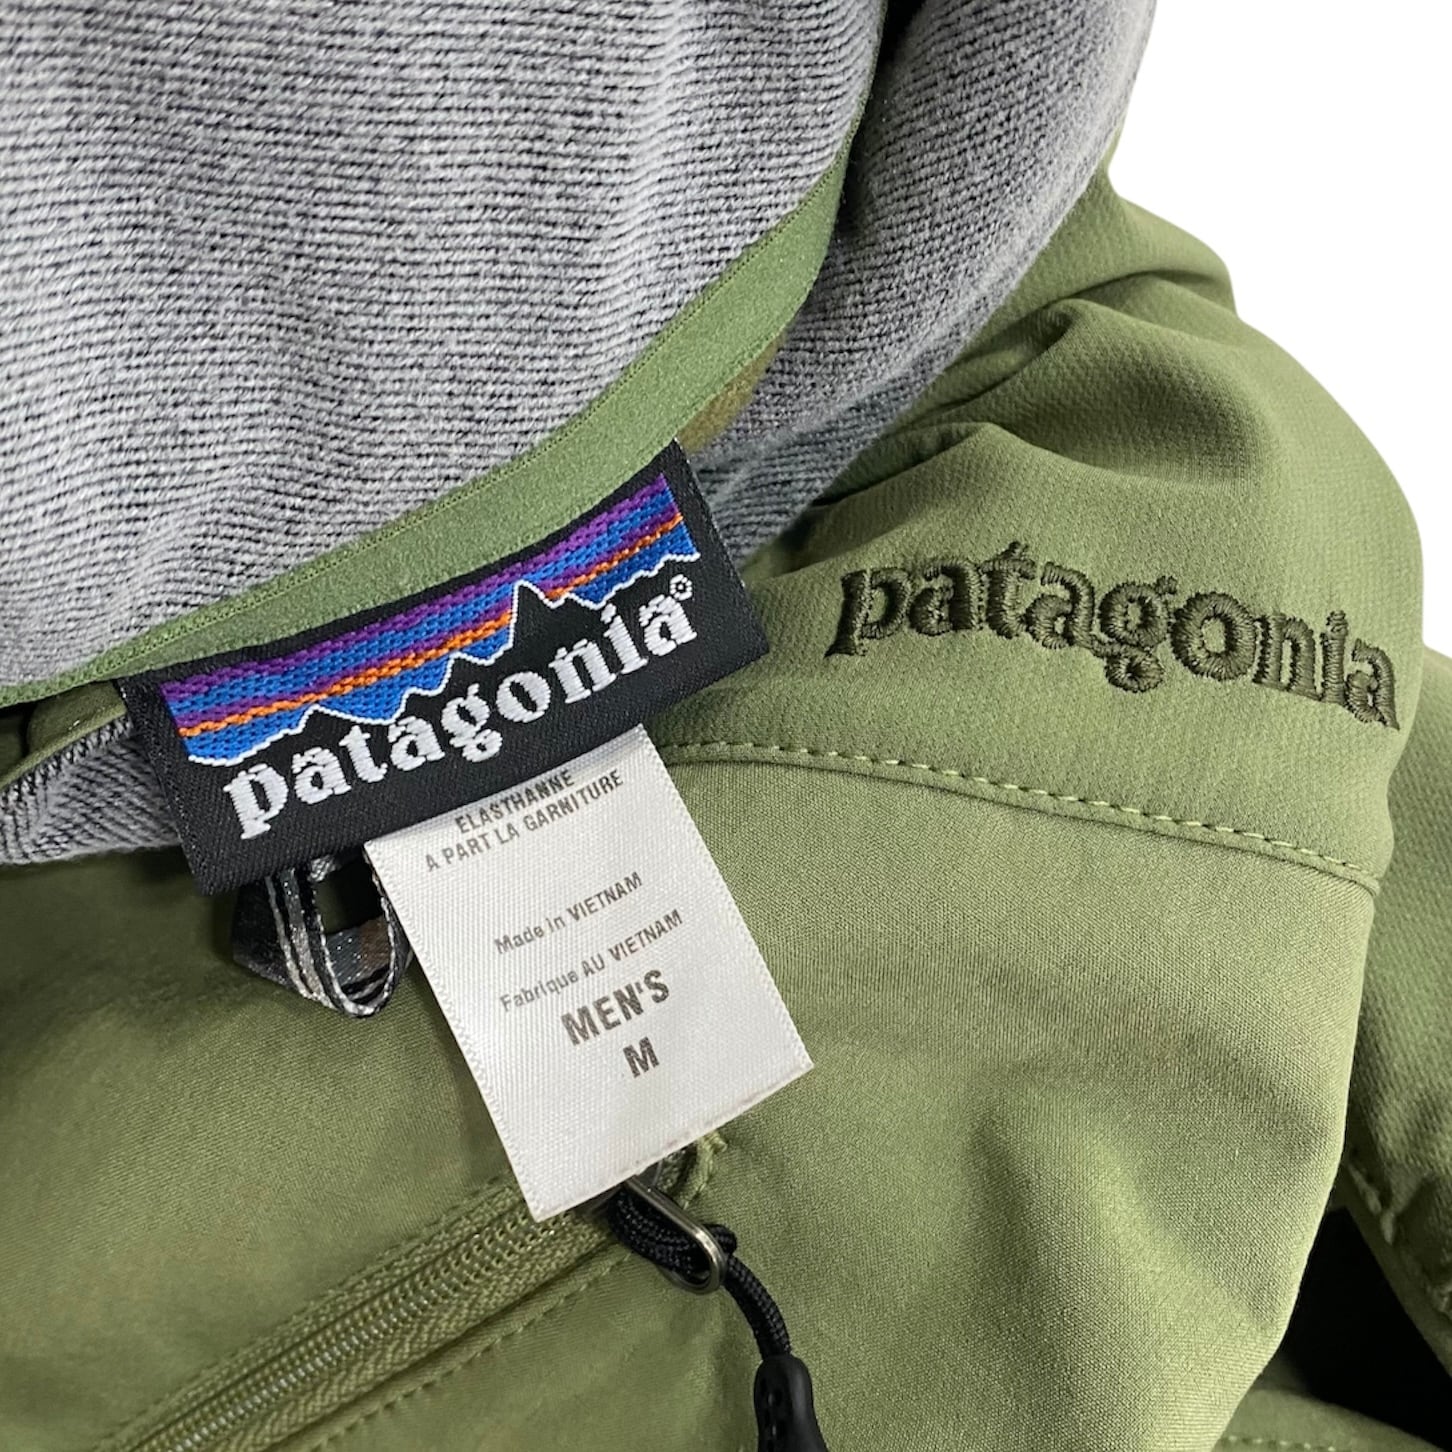 patagonia®
patagonia
ELASTHANNE
A PART LA GARNITURE
Made in VIETNAM
Fabrique AU VIETNAM
MEN'S
M